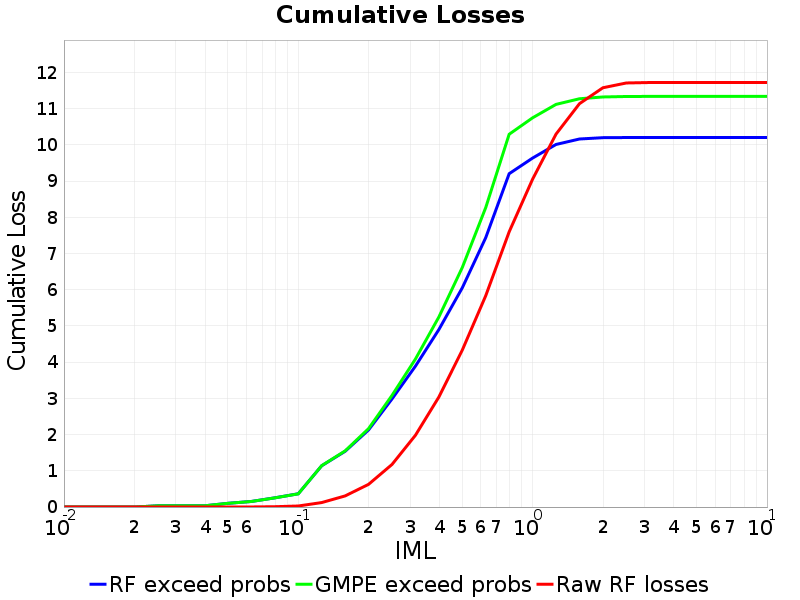 Cumulative Losses
Cumulative Loss
12
11
10
9
8
7
6
5
4
3
2
1
0
10-2 2 3 4 5 6 10-1 2 3 4 5 6 7 100 2 3 4 5 6 7 101
IML
RF exceed probs GMPE exceed probs Raw RF losses